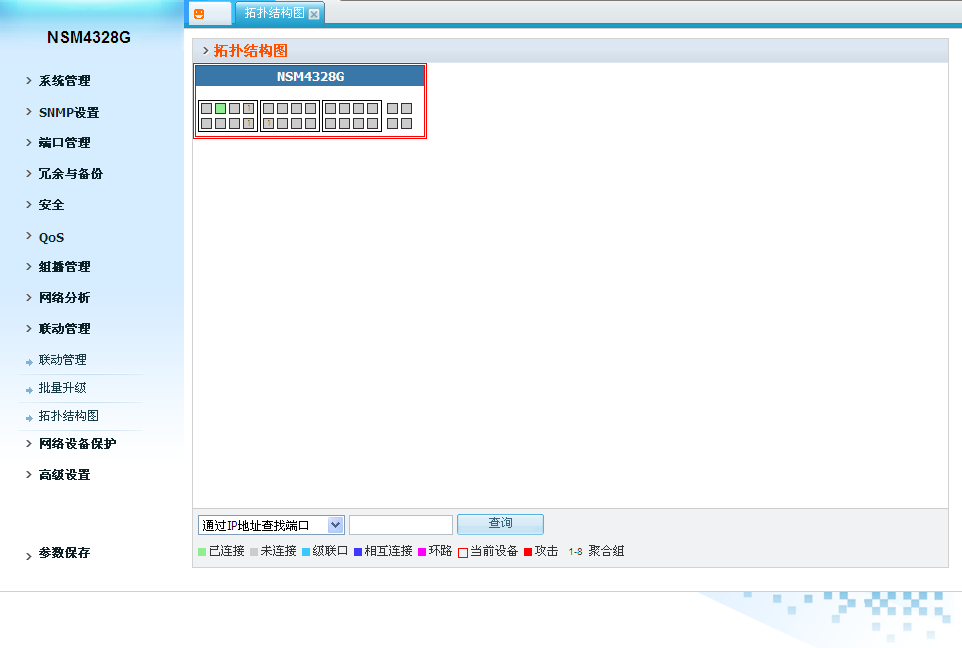 拓扑结构图
NSM4328G
系统管理
SNMP设置
端口管理
冗余与备份
安全
QoS
组播管理
网络分析
联动管理
联动管理
批量升级
拓扑结构图
网络设备保护
高级设置
参数保存
拓扑结构图
NSM4328G
1
1 1
通过IP地址查找端口 查询
已连接 未连接 级联口 相互连接 环路 当前设备 攻击 1-8 聚合组